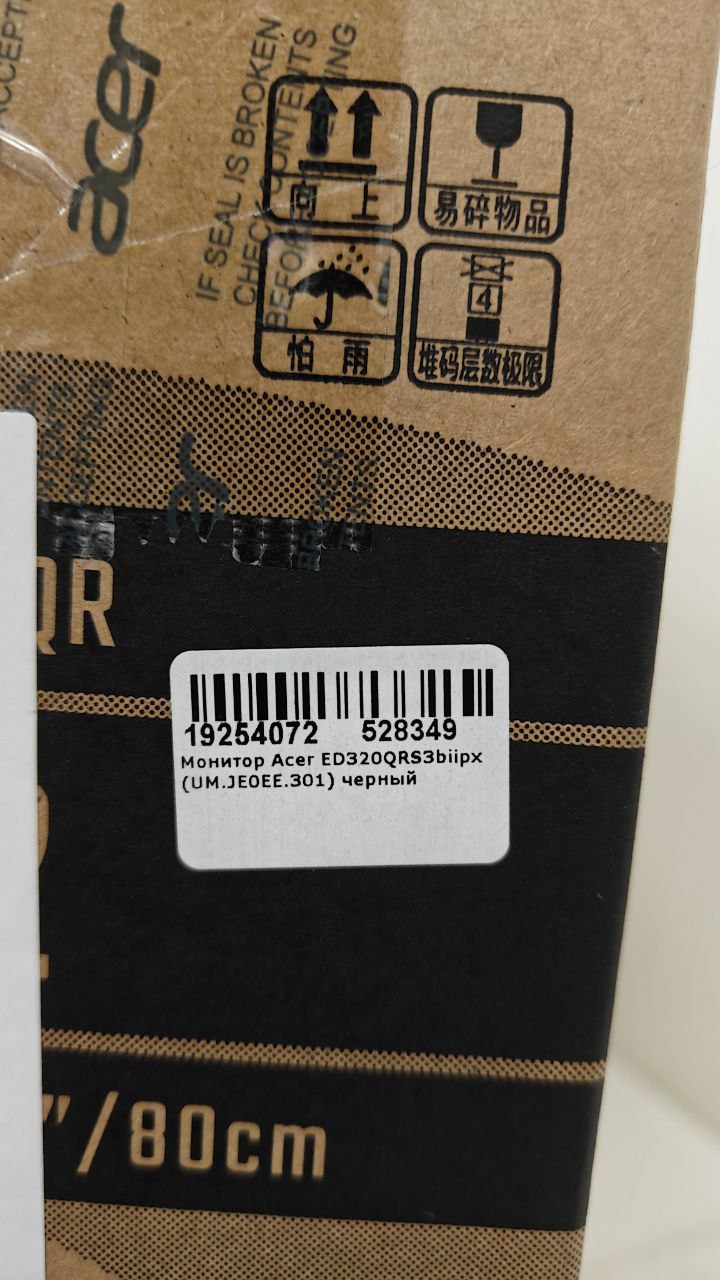 acer
IF SEAL IS BROKEN
CHECK CONTENTS
向 上
易碎物品
怕 雨
4
堆码层数极限
QR
19254072 528349
Монитор Acer ED320QRS3biipx
(UM.JE0EE.301) черный
"/80cm